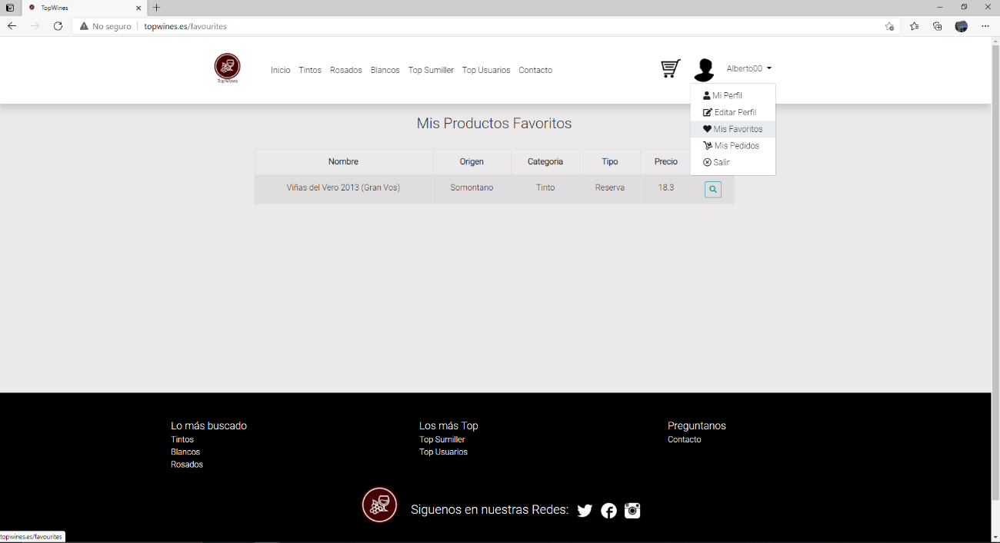 TopWines
No seguro
topwines.es/favourites
TopWines
Inicio Tintos Rosados Blancos Top Sumiller Top Usuarios Contacto
Alberto00
Mi Perfil
Editar Perfil
Mis Favoritos
Mis Pedidos
Salir
Mis Productos Favoritos
Nombre Origen Categoria Tipo Precio
Viñas del Vero 2013 (Gran Vos) Somontano Tinto Reserva 18.3
Lo más buscado
Tintos
Blancos
Rosados
Los más Top
Top Sumiller
Top Usuarios
Preguntanos
Contacto
Siguenos en nuestras Redes:
topwines.es/favourites